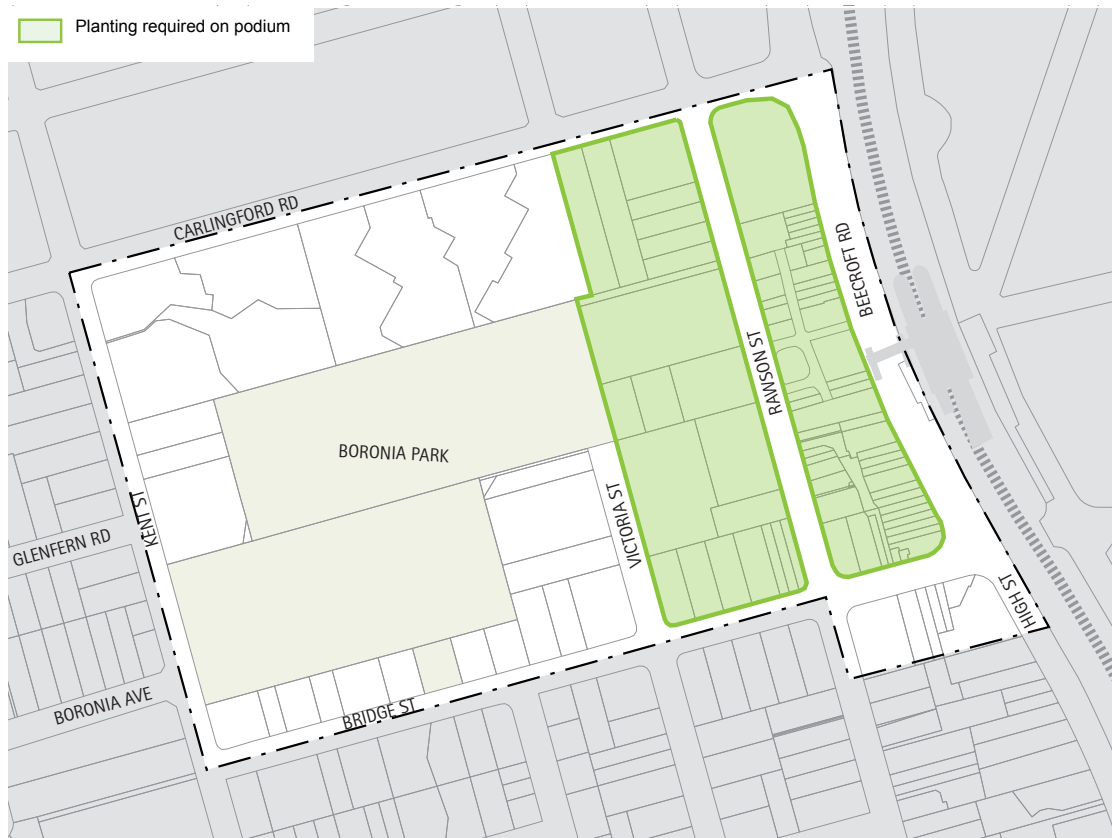 Planting required on podium
CARLINGFORD RD
BEECROFT RD
RAWSON ST
BORONIA PARK
VICTORIA ST
KENT ST
GLENFERN RD
HIGH ST
BORONIA AVE
BRIDGE ST